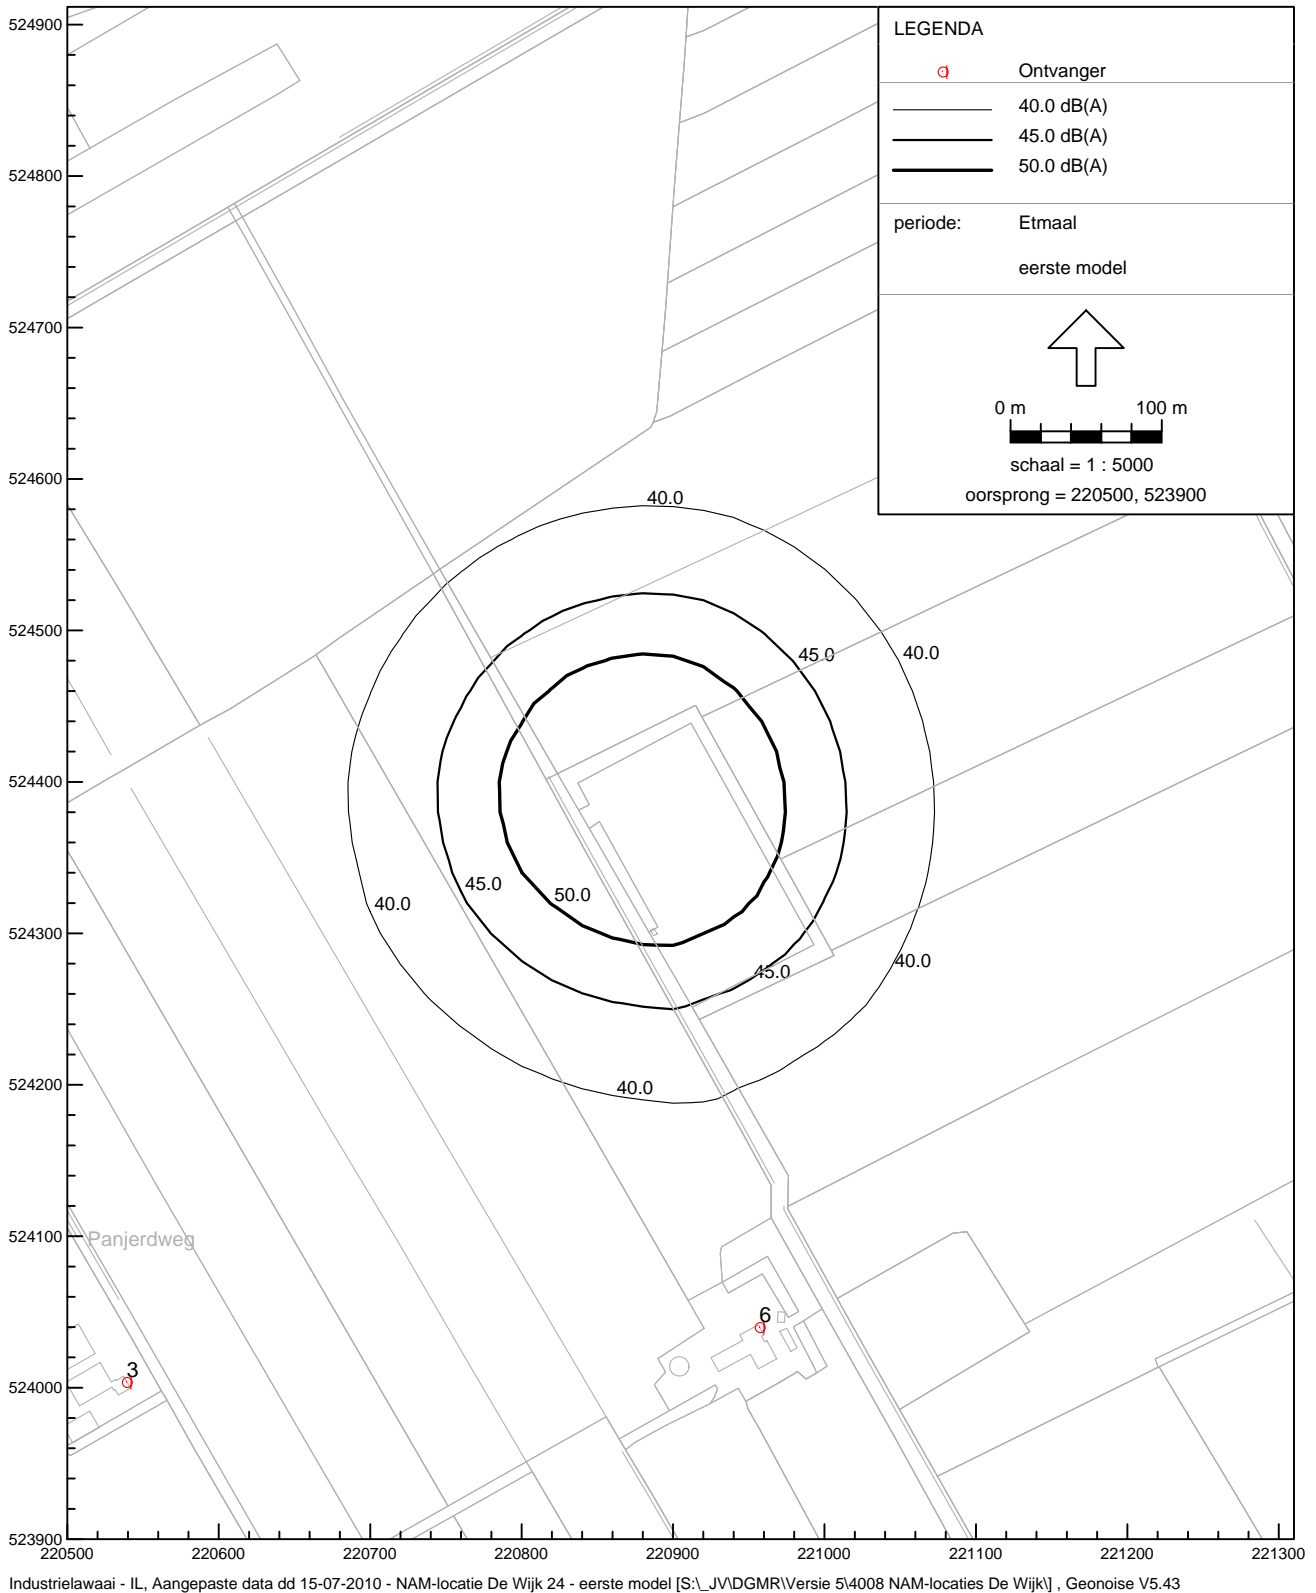 LEGENDA
Ontvanger
40.0 dB(A)
45.0 dB(A)
50.0 dB(A)
periode: Etmaal
eerste model
0 m 100 m
schaal = 1 : 5000
oorsprong = 220500, 523900
524900
524800
524700
524600
524500
524400
524300
524200
524100
524000
523900
40.0
45.0
40.0
45.0
50.0
40.0
45.0
40.0
40.0
Panjerdweg
6
3
220500 220600 220700 220800 220900 221000 221100 221200 221300
Industrielawaai - IL, Aangepaste data dd 15-07-2010 - NAM-locatie De Wijk 24 - eerste model [S:\_JV\DGMR\Versie 5\4008 NAM-locaties De Wijk\] , Geonoise V5.43